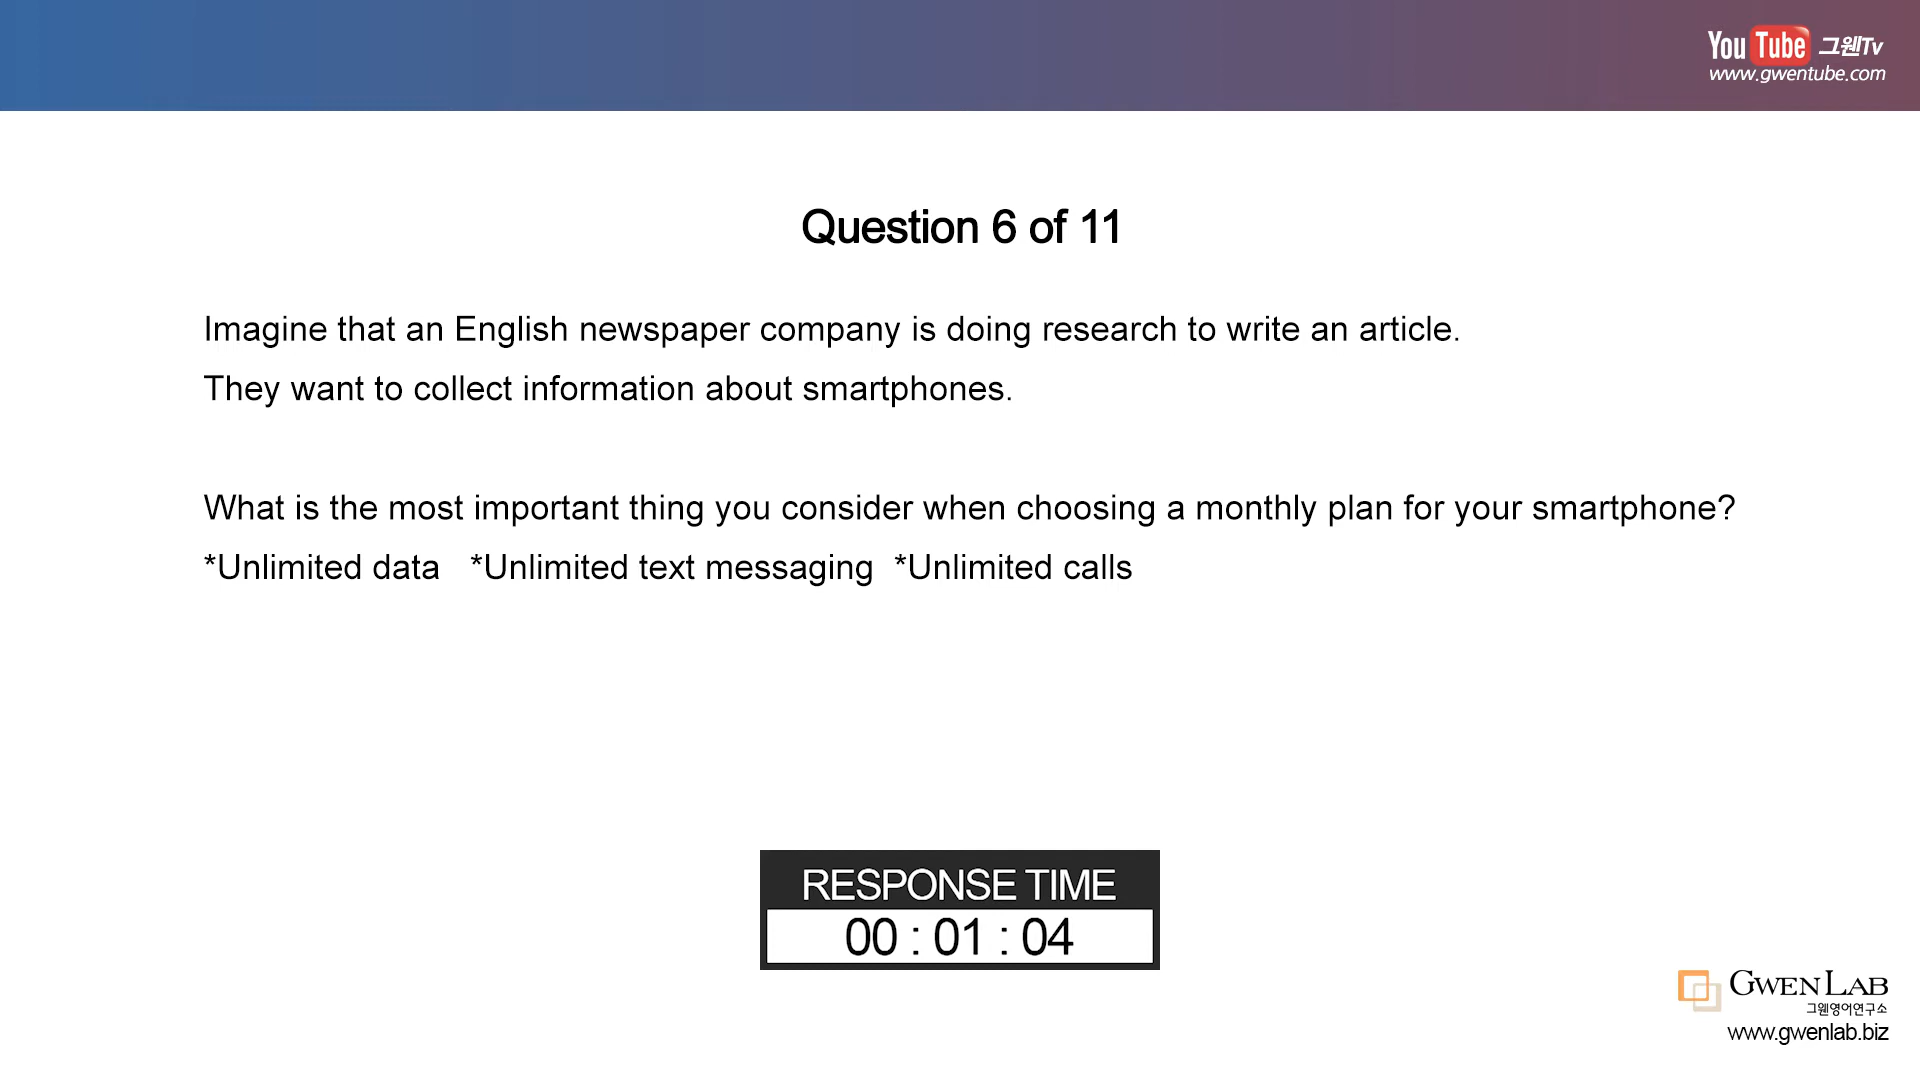 You Tube 그웬Tv
www.gwentube.com
Question 6 of 11
Imagine that an English newspaper company is doing research to write an article.
They want to collect information about smartphones.
What is the most important thing you consider when choosing a monthly plan for your smartphone?
*Unlimited data *Unlimited text messaging *Unlimited calls
RESPONSE TIME
00 : 01 : 04
GWEN LAB
그웬영어연구소
www.gwenlab.biz